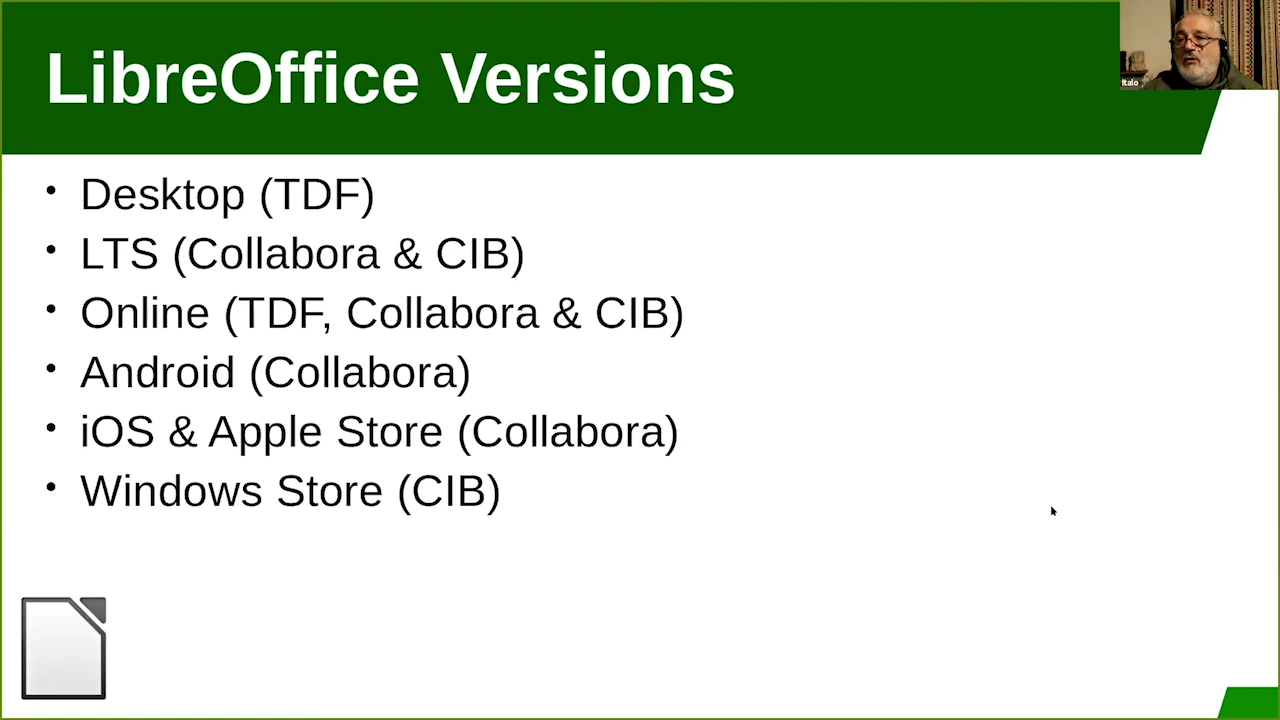 LibreOffice Versions
Italo
• Desktop (TDF)
• LTS (Collabora & CIB)
• Online (TDF, Collabora & CIB)
• Android (Collabora)
• iOS & Apple Store (Collabora)
• Windows Store (CIB)